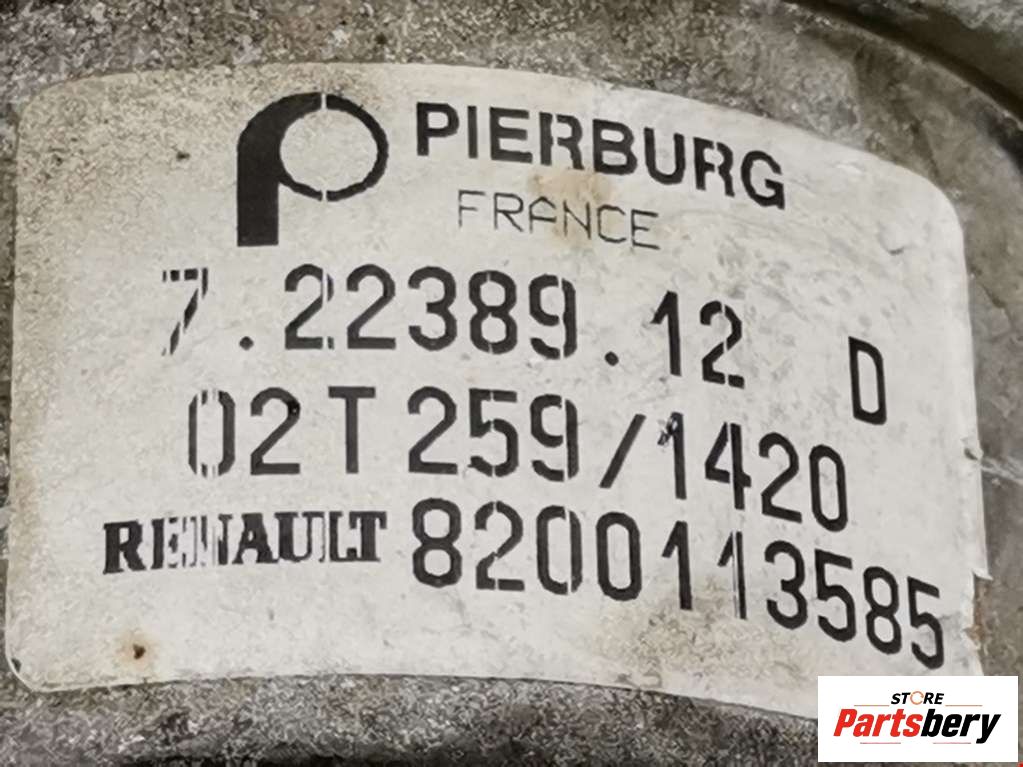 PIERBURG
FRANCE
7.22389.12 D
02T259/1420
RENAULT 8200113585
STORE
Partsbery